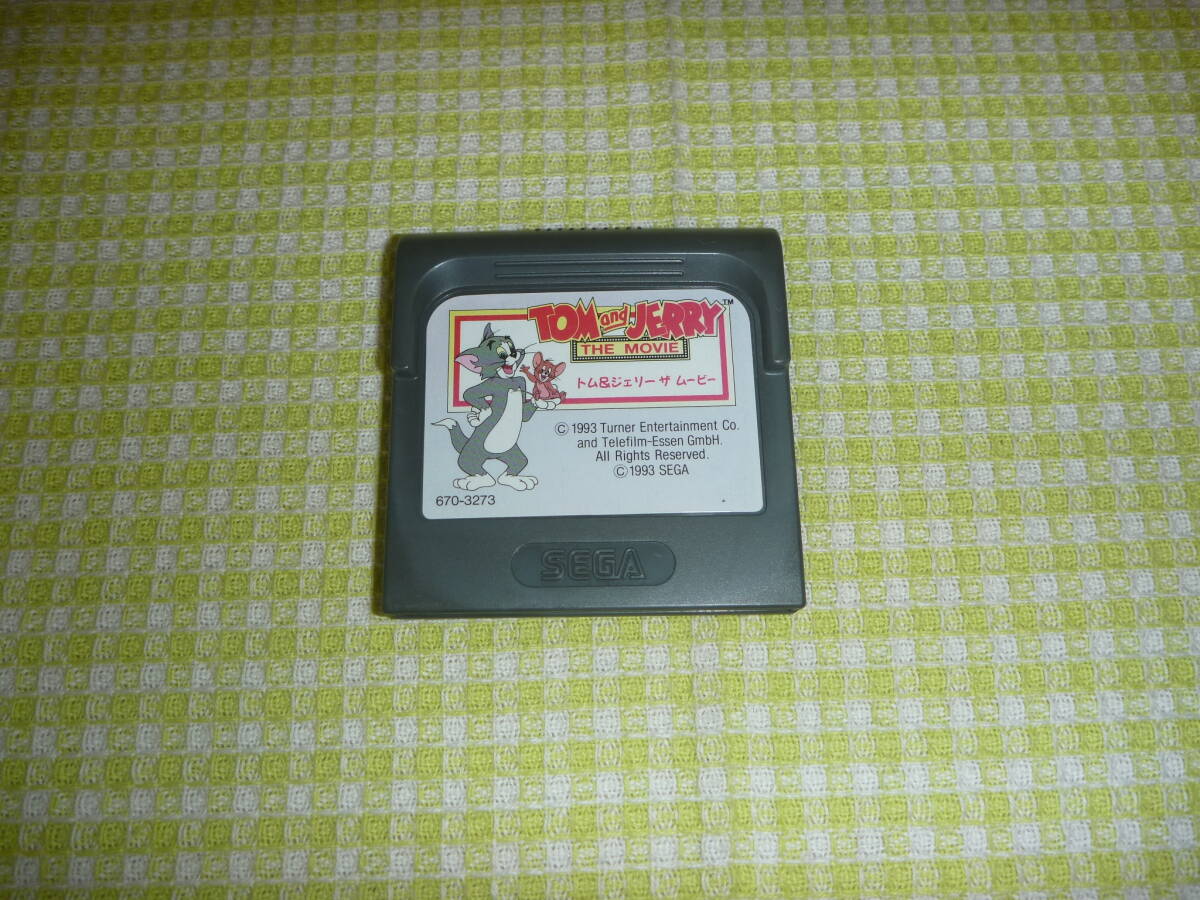 TOM and JERRY™
THE MOVIE
トム&ジェリー ザ ムービー
© 1993 Turner Entertainment Co.
and Telefilm-Essen GmbH.
All Rights Reserved.
© 1993 SEGA
670-3273
SEGA